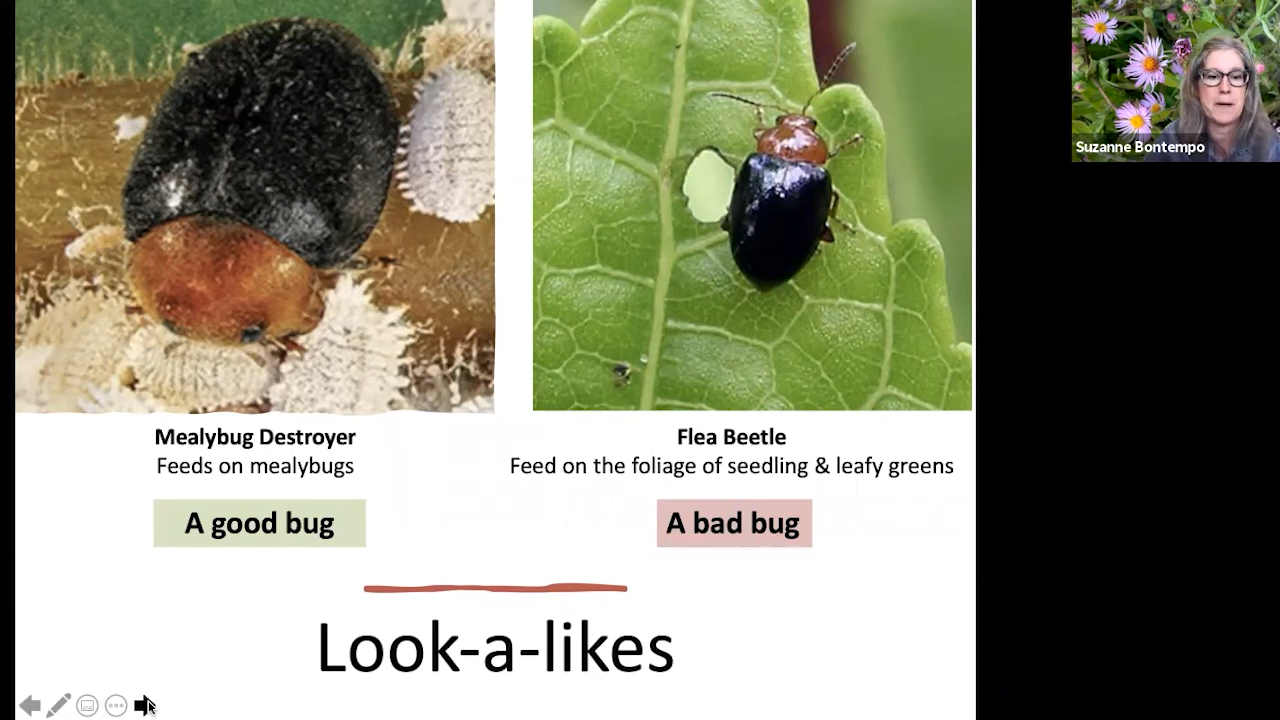 Suzanne Bontempo
Mealybug Destroyer
Feeds on mealybugs
A good bug
Flea Beetle
Feed on the foliage of seedling & leafy greens
A bad bug
Look-a-likes